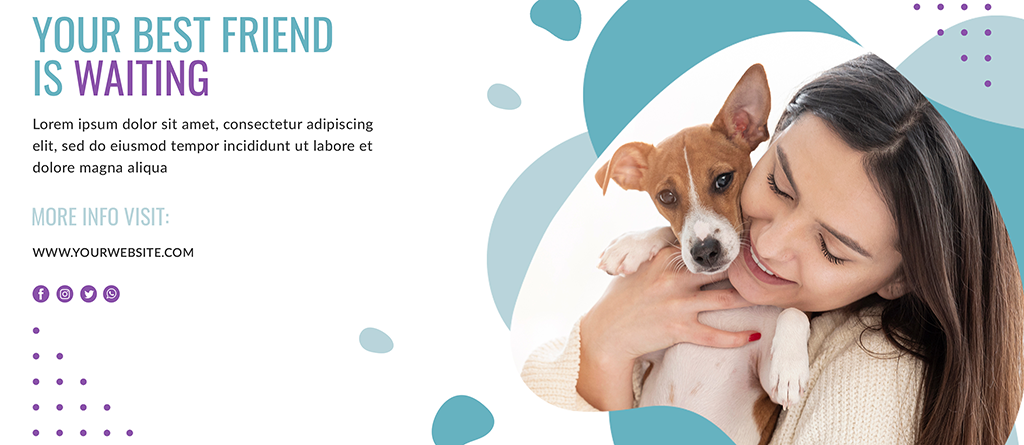 YOUR BEST FRIEND
IS WAITING
Lorem ipsum dolor sit amet, consectetur adipiscing
elit, sed do eiusmod tempor incididunt ut labore et
dolore magna aliqua
MORE INFO VISIT:
WWW.YOURWEBSITE.COM